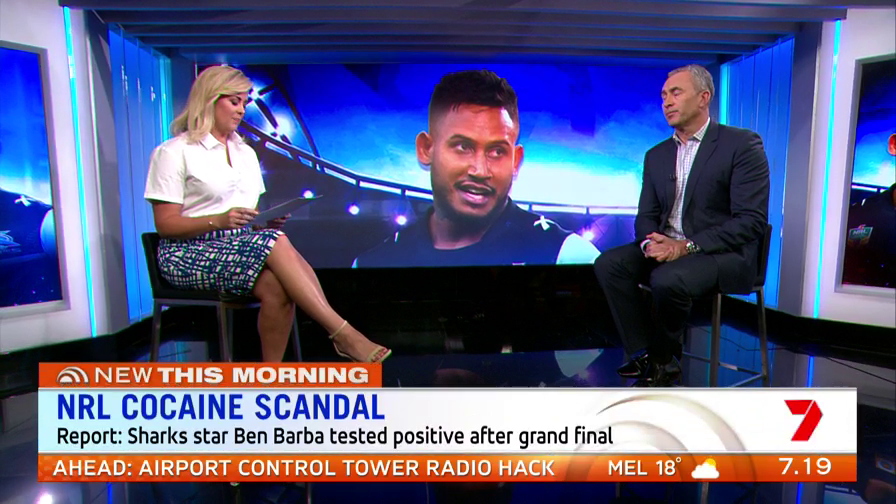 NEW THIS MORNING
NRL COCAINE SCANDAL
Report: Sharks star Ben Barba tested positive after grand final
7
AHEAD: AIRPORT CONTROL TOWER RADIO HACK MEL 18° 7.19